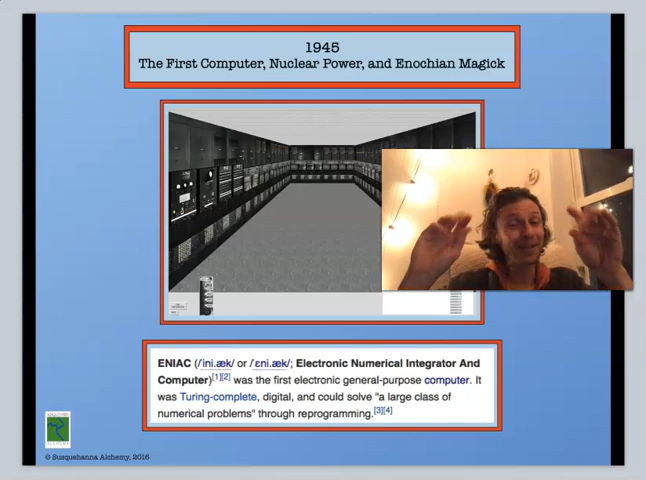 1945
The First Computer, Nuclear Power, and Enochian Magick
ENIAC (/ˈini.æk/ or /ˈɛni.æk/; Electronic Numerical Integrator And
Computer)[1][2] was the first electronic general-purpose computer. It
was Turing-complete, digital, and could solve "a large class of
numerical problems" through reprogramming.[3][4]
© Susquehanna Alchemy, 2016